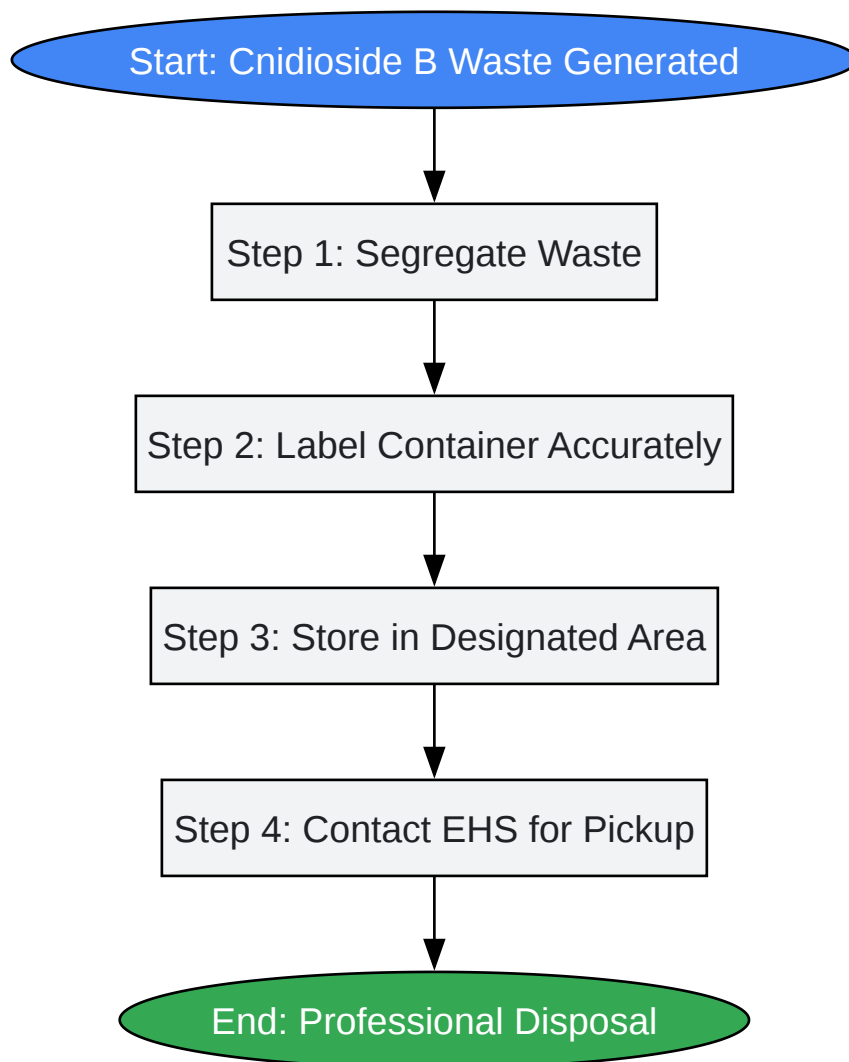 Start: Cnidioside B Waste Generated
Step 1: Segregate Waste
Step 2: Label Container Accurately
Step 3: Store in Designated Area
Step 4: Contact EHS for Pickup
End: Professional Disposal